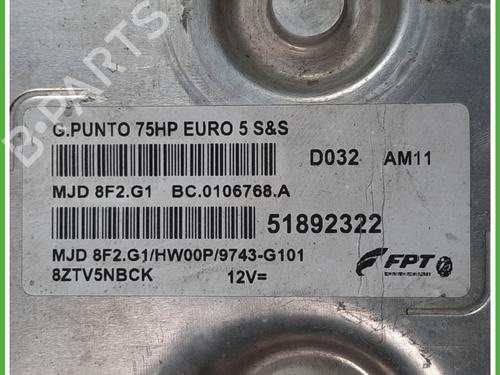 G.PUNTO 75HP EURO 5 S&S
D032 AM11
MJD 8F2.G1 BC.0106768.A
51892322
MJD 8F2.G1/HW00P/9743-G101
8ZTV5NBCK 12V=
FPT
B-PARTS